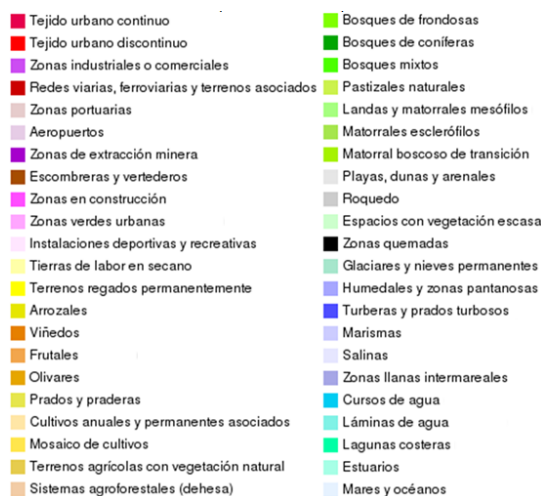 Tejido urbano continuo
Tejido urbano discontinuo
Zonas industriales o comerciales
Redes viarias, ferroviarias y terrenos asociados
Zonas portuarias
Aeropuertos
Zonas de extracción minera
Escombreras y vertederos
Zonas en construcción
Zonas verdes urbanas
Instalaciones deportivas y recreativas
Tierras de labor en secano
Terrenos regados permanentemente
Arrozales
Viñedos
Frutales
Olivares
Prados y praderas
Cultivos anuales y permanentes asociados
Mosaico de cultivos
Terrenos agrícolas con vegetación natural
Sistemas agroforestales (dehesa)
Bosques de frondosas
Bosques de coníferas
Bosques mixtos
Pastizales naturales
Landas y matorrales mesófilos
Matorrales esclerófilos
Matorral boscoso de transición
Playas, dunas y arenales
Roquedo
Espacios con vegetación escasa
Zonas quemadas
Glaciares y nieves permanentes
Humedales y zonas pantanosas
Turberas y prados turbosos
Marismas
Salinas
Zonas llanas intermareales
Cursos de agua
Láminas de agua
Lagunas costeras
Estuarios
Mares y océanos